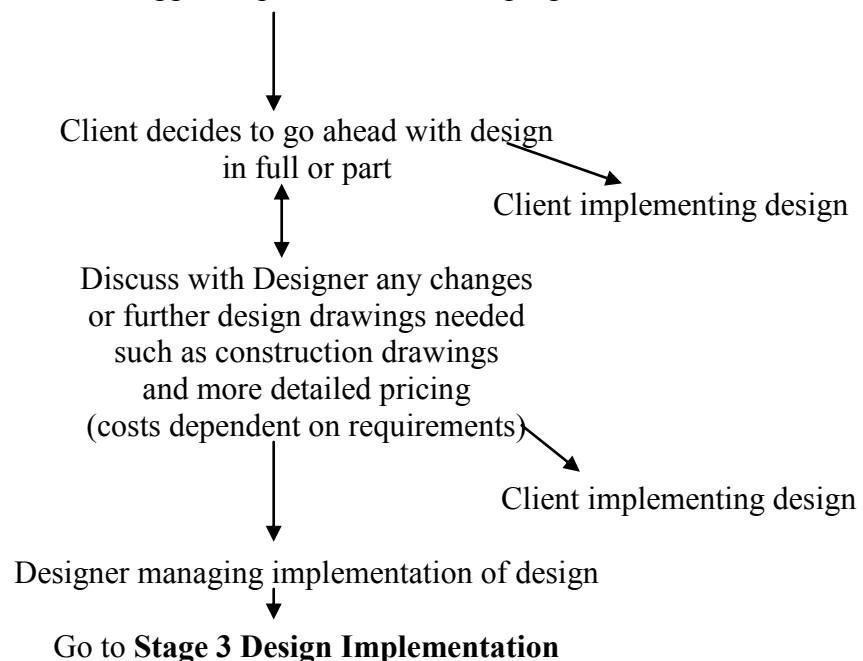 Client decides to go ahead with design
in full or part
Client implementing design
Discuss with Designer any changes
or further design drawings needed
such as construction drawings
and more detailed pricing
(costs dependent on requirements)
Client implementing design
Designer managing implementation of design
Go to Stage 3 Design Implementation